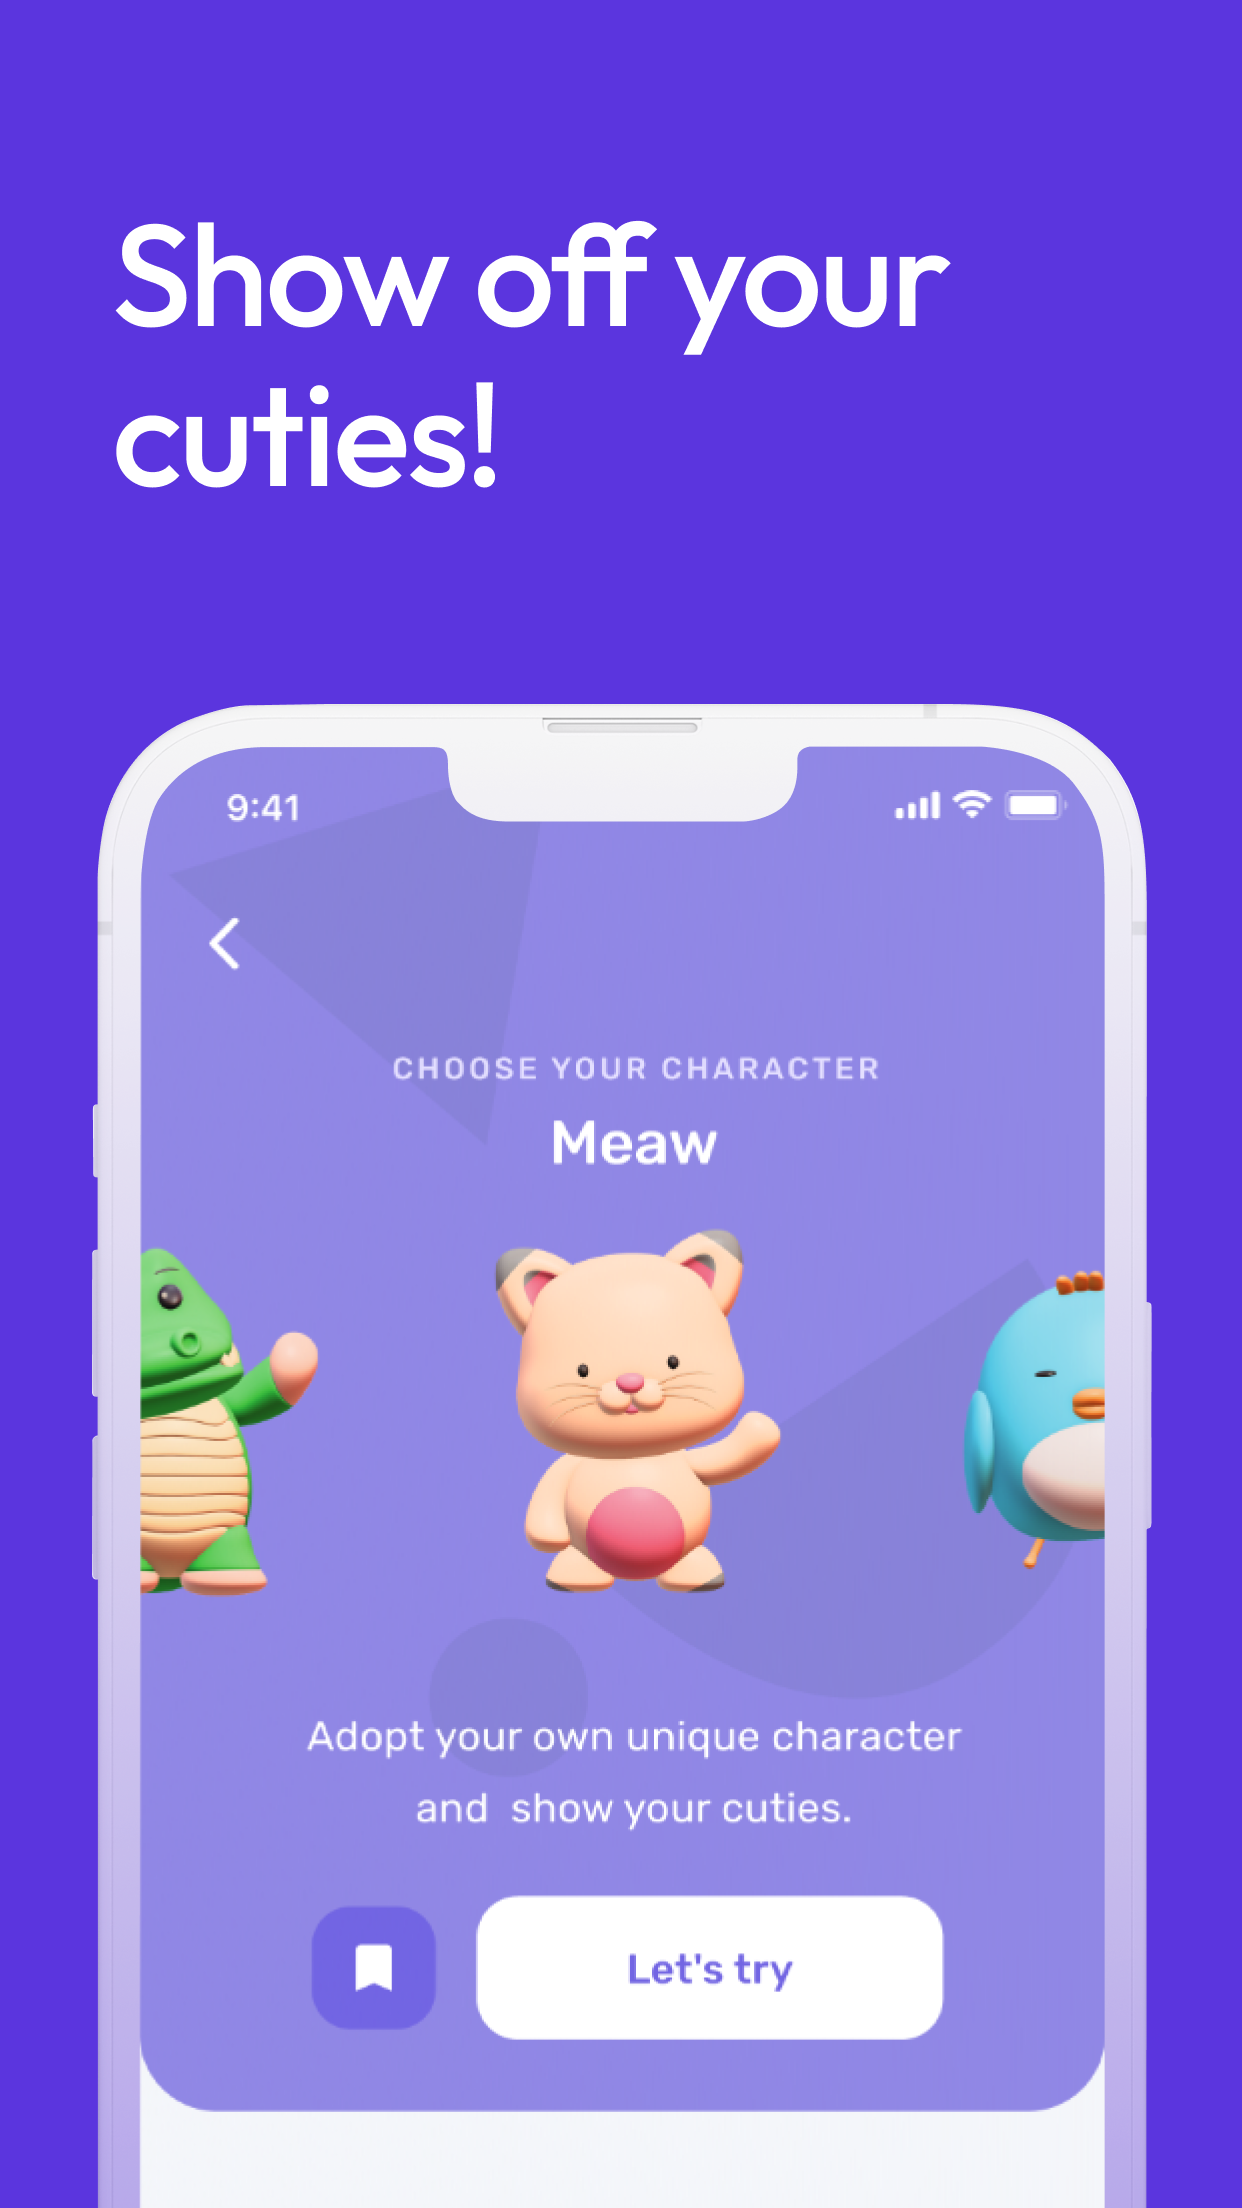 Show off your
cuties!
9:41
CHOOSE YOUR CHARACTER
Meaw
Adopt your own unique character
and  show your cuties.
Let's try